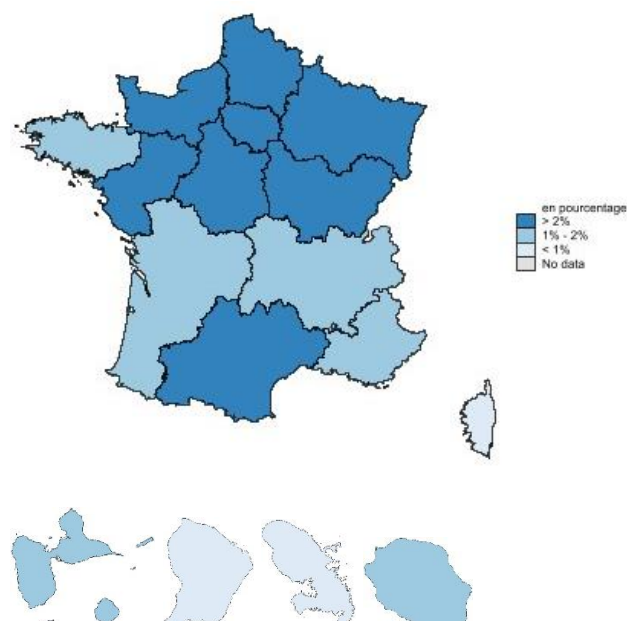 en pourcentage
> 2%
1% - 2%
< 1%
No data